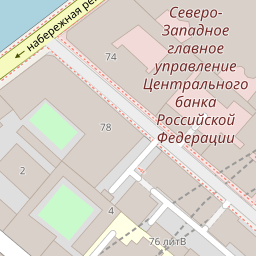 Северо-
Западное
главное
управление
Центрального
банка
Российской
Федерации
набережная ре
74
78
2
4
76 литВ